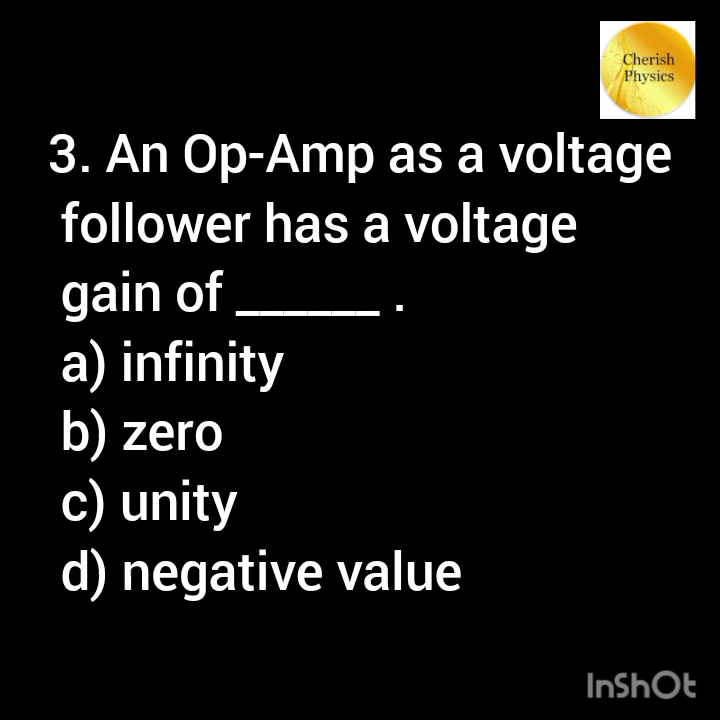 Cherish
Physics
3. An Op-Amp as a voltage
follower has a voltage
gain of ______ .
a) infinity
b) zero
c) unity
d) negative value
InShOt